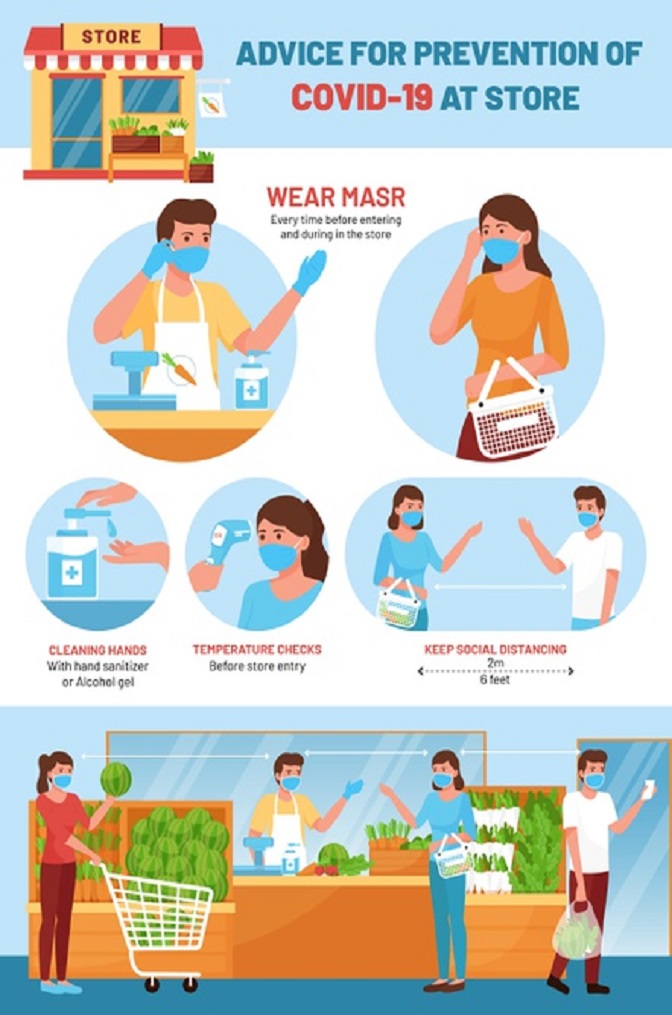 STORE
ADVICE FOR PREVENTION OF
COVID-19 AT STORE
WEAR MASR
Every time before entering
and during in the store
CLEANING HANDS
With hand sanitizer
or Alcohol gel
TEMPERATURE CHECKS
Before store entry
KEEP SOCIAL DISTANCING
2m
6 feet